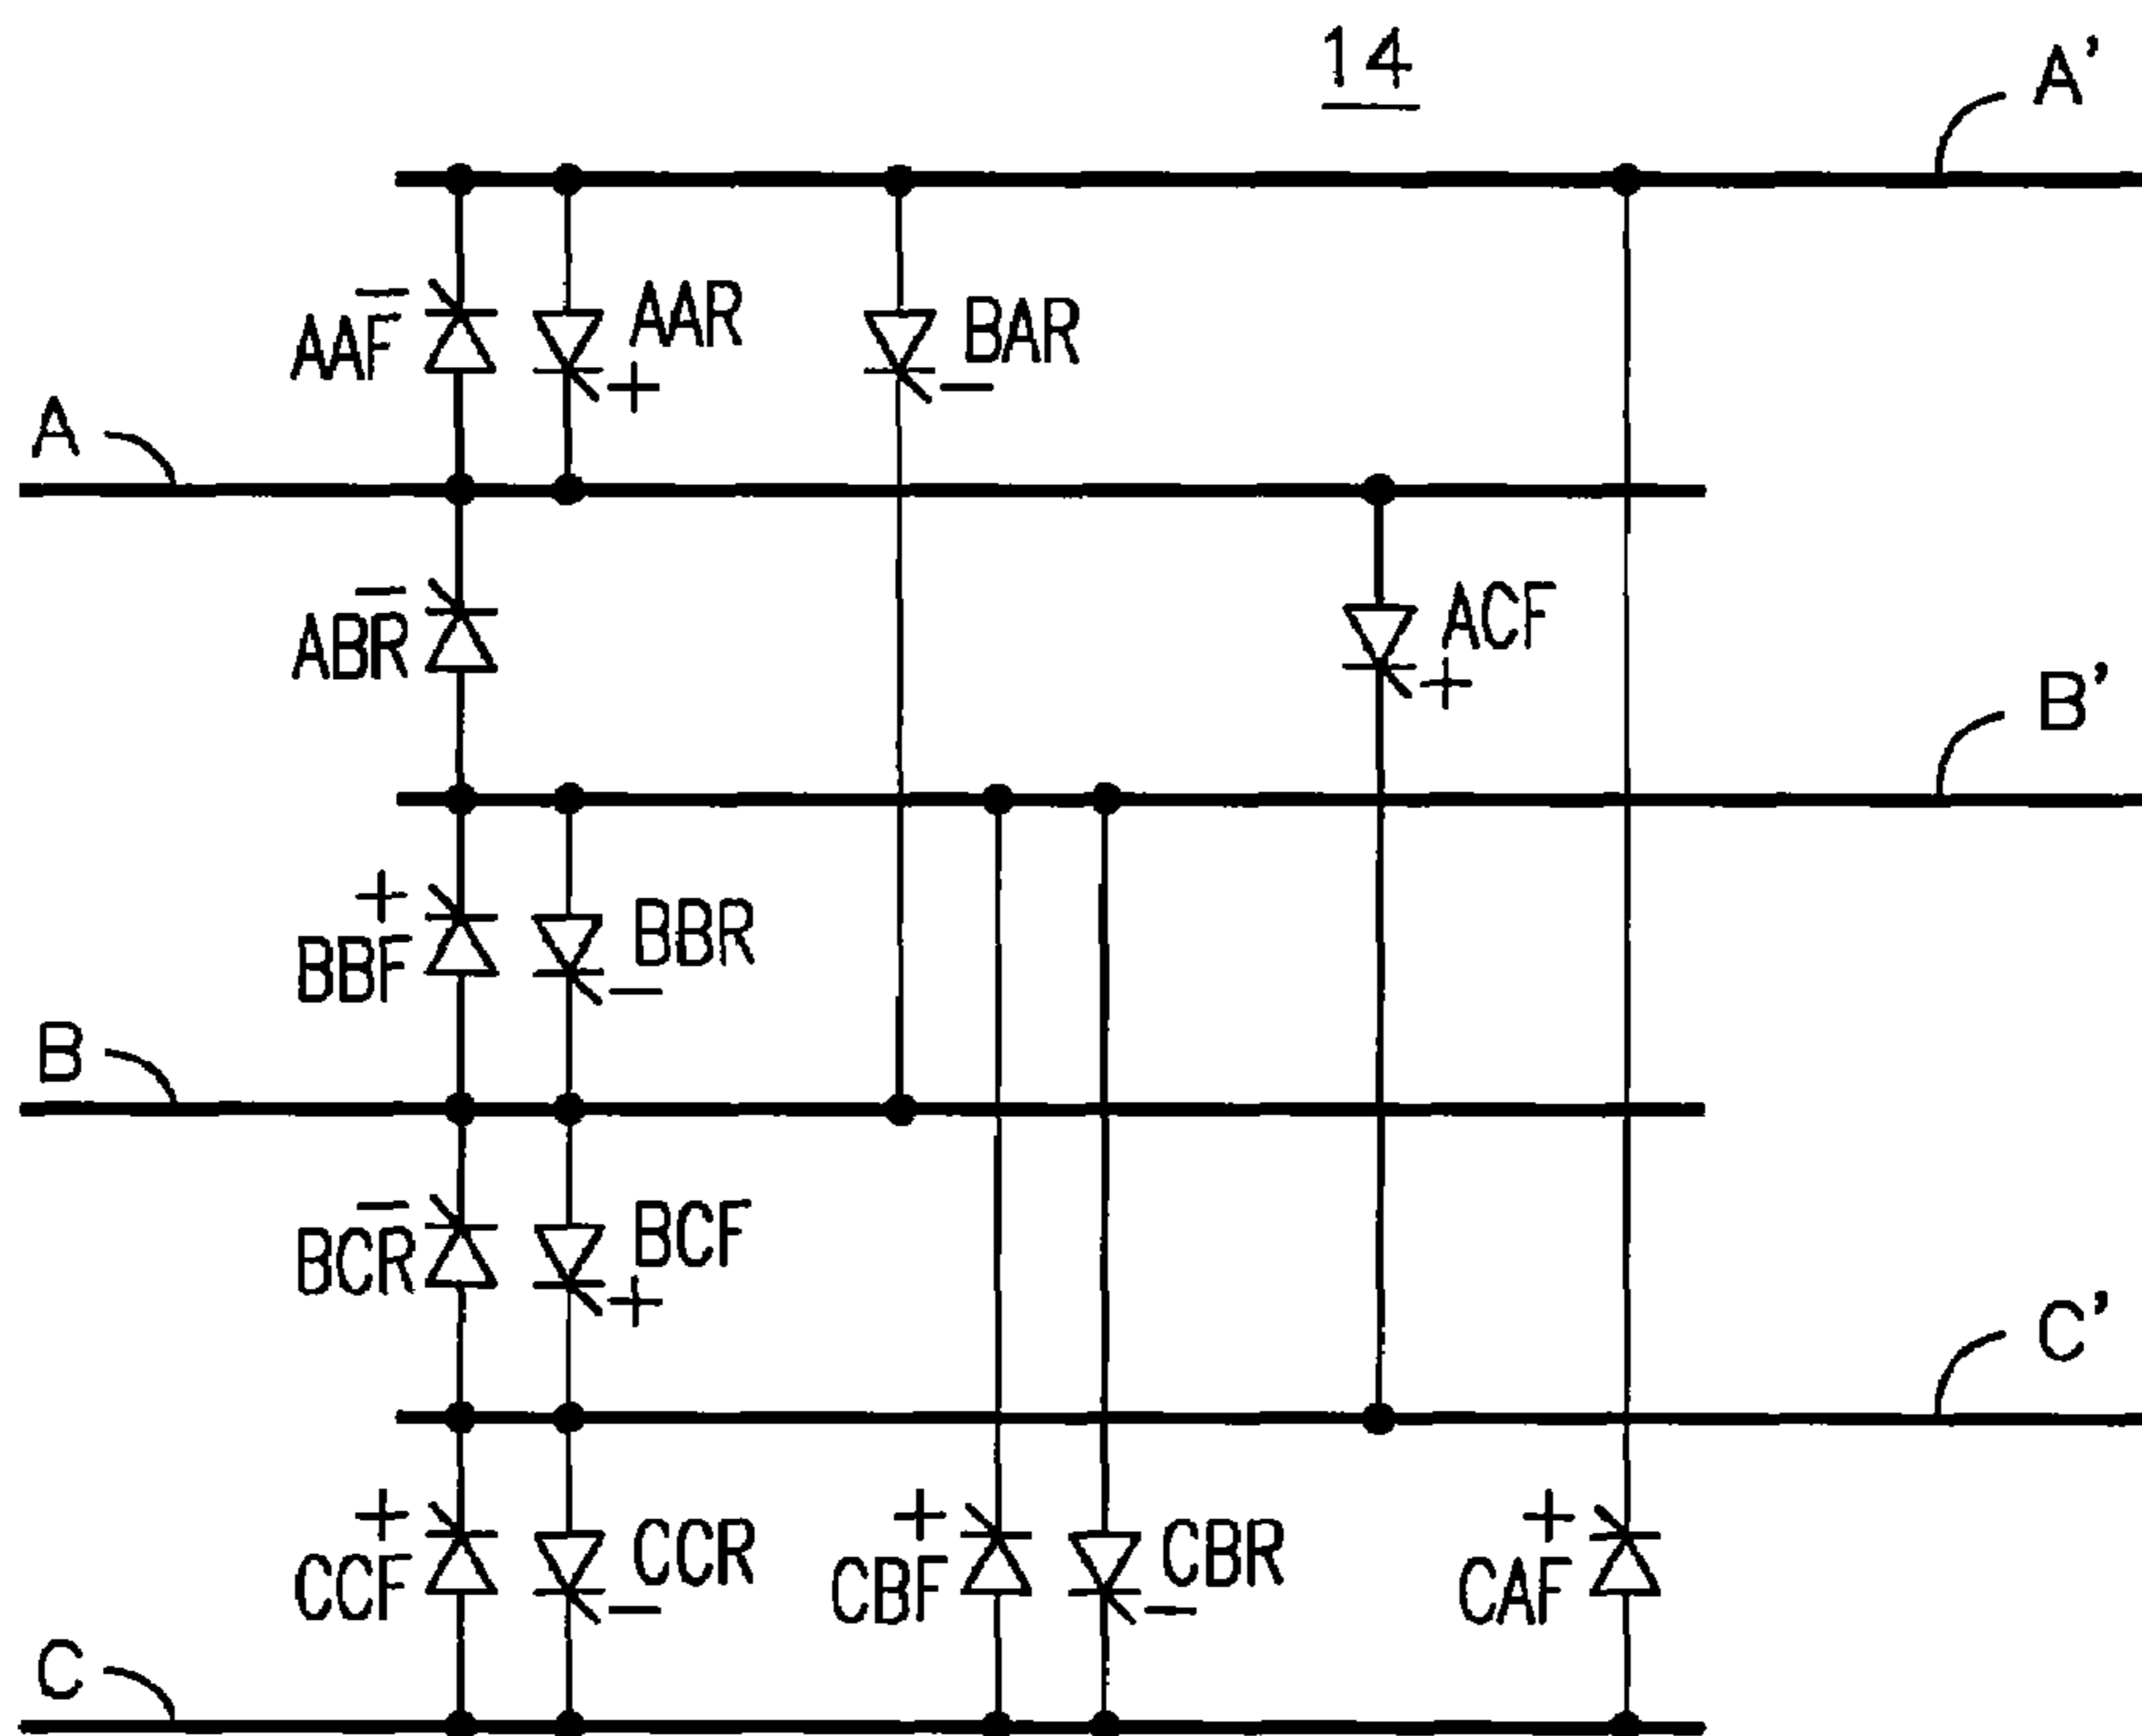 14
A'
AAF −
AAR +
BAR −
A
ABR −
ACF +
B'
BBF +
BBR −
B
BCR −
BCF +
C'
CCF +
CCR −
CBF +
CBR −
CAF +
C